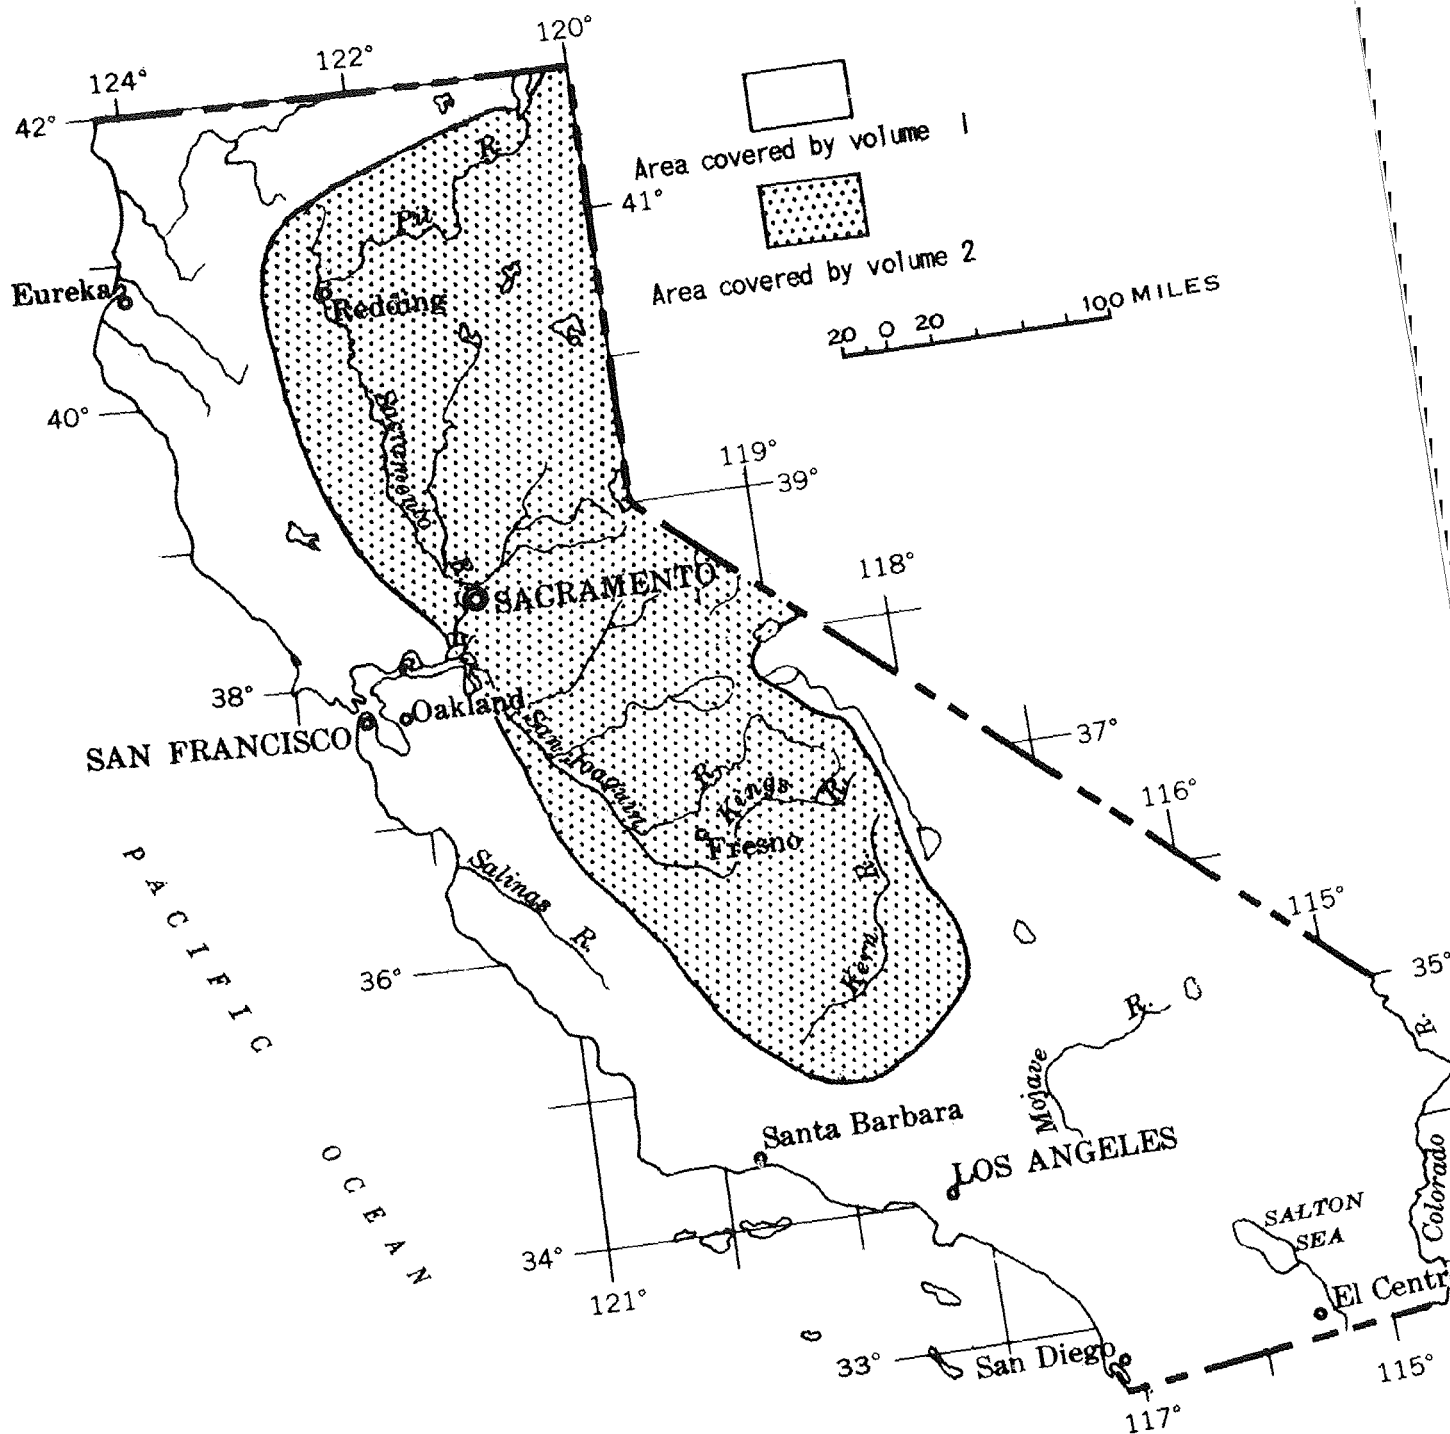 120°
122°
124°
42°
Area covered by volume 1
41°
R.
Pit
Area covered by volume 2
Eureka
Redding
20 0 20 100 MILES
40°
Sacramento
R.
119°
39°
118°
SACRAMENTO
38°
Oakland
SAN FRANCISCO
San Joaquin
R.
Kings
R.
37°
116°
Fresno
PACIFIC
OCEAN
Salinas
R.
R.
Kern
115°
36°
35°
R.
Mojave
R.
Santa Barbara
LOS ANGELES
Colorado
SALTON
SEA
34°
121°
El Centr
33°
San Diego
115°
117°